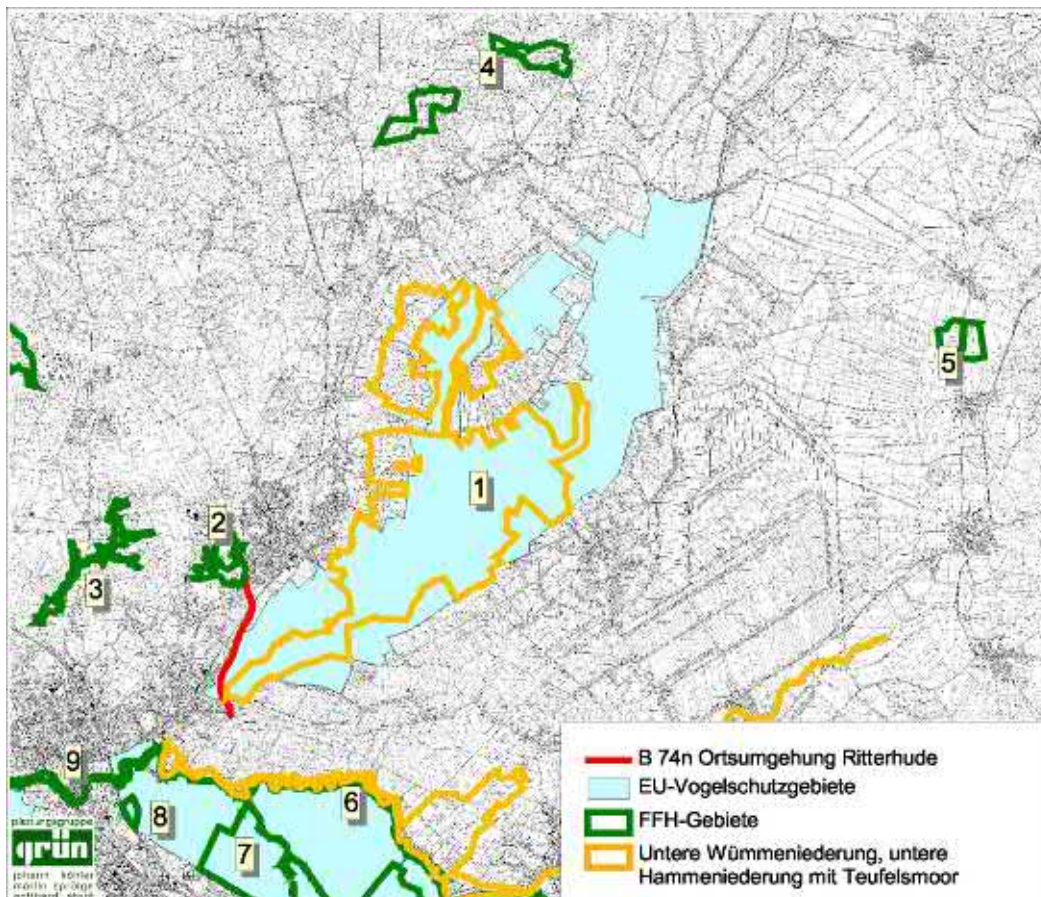 4
5
1
2
3
9
6
8
7
planungsgruppe
grün
B 74n Ortsumgehung Ritterhude
EU-Vogelschutzgebiete
FFH-Gebiete
Untere Wümmeniederung, untere
Hammeniederung mit Teufelsmoor